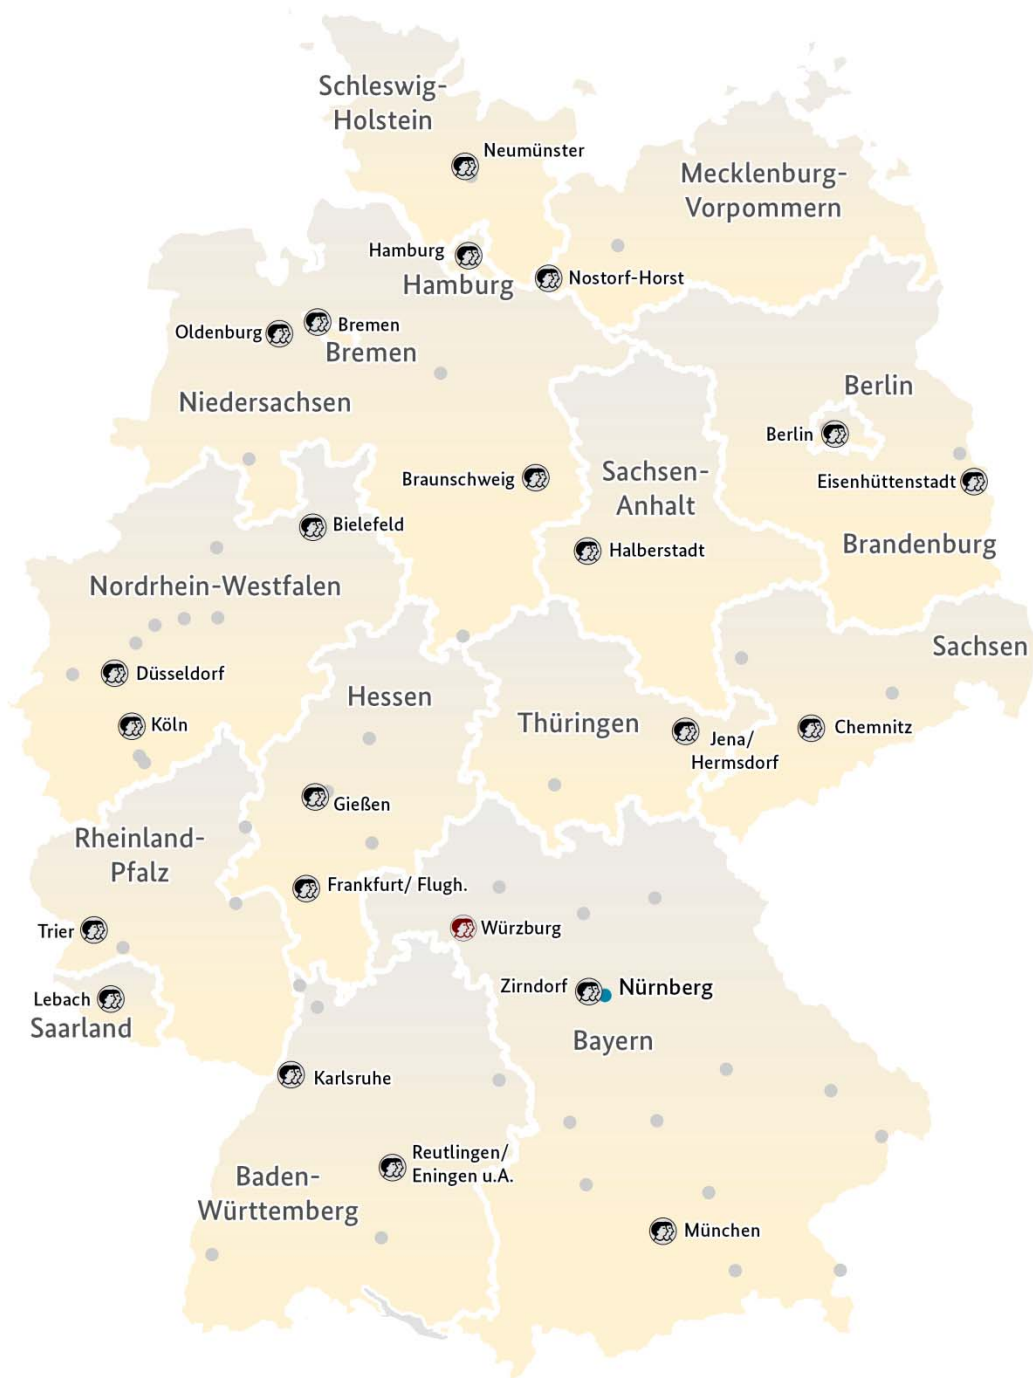 Schleswig-
Holstein
Neumünster
Mecklenburg-
Vorpommern
Hamburg
Hamburg
Nostorf-Horst
Oldenburg
Bremen
Bremen
Niedersachsen
Berlin
Berlin
Braunschweig
Sachsen-
Anhalt
Eisenhüttenstadt
Bielefeld
Halberstadt
Brandenburg
Nordrhein-Westfalen
Sachsen
Düsseldorf
Hessen
Köln
Thüringen
Jena/
Hermsdorf
Chemnitz
Gießen
Rheinland-
Pfalz
Frankfurt/ Flugh.
Trier
Würzburg
Lebach
Saarland
Zirndorf
Nürnberg
Bayern
Karlsruhe
Reutlingen/
Eningen u.A.
Baden-
Württemberg
München